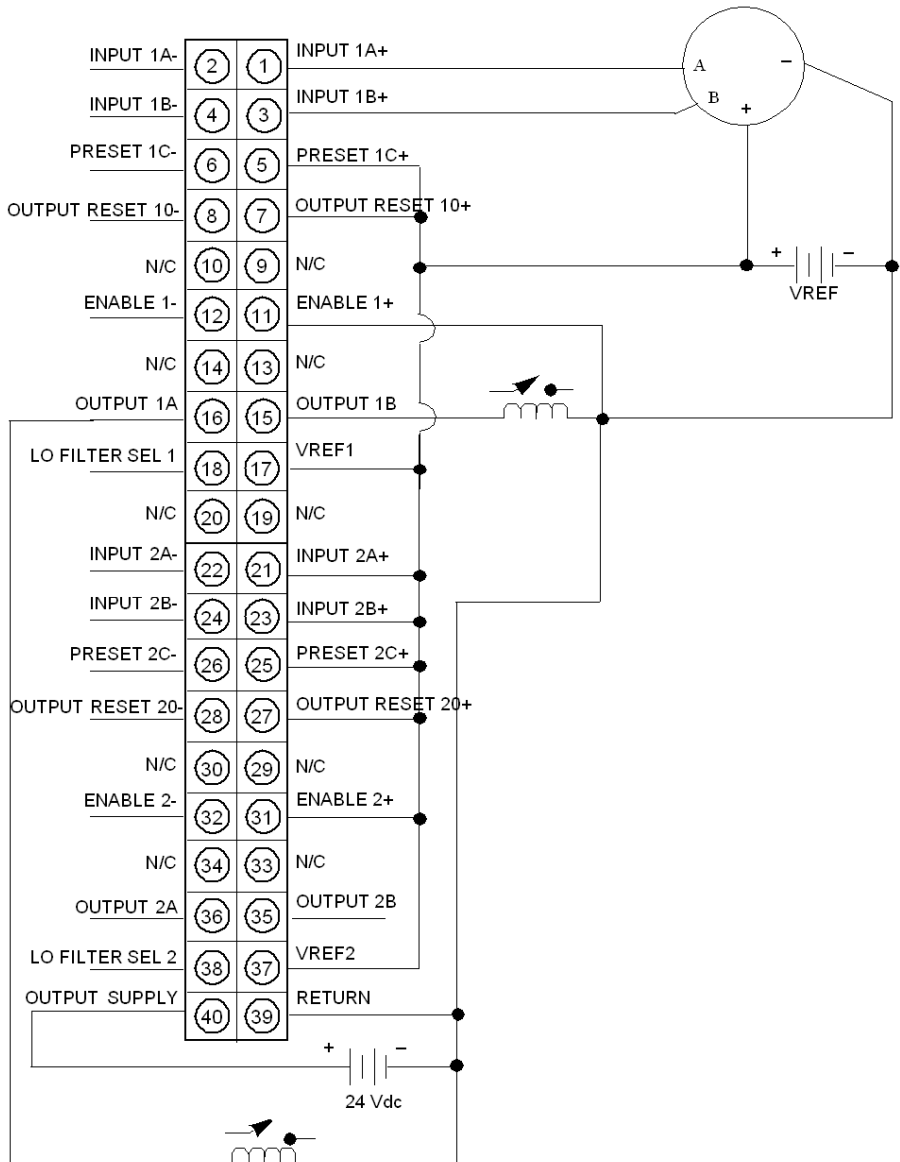 INPUT 1A- 2 1 INPUT 1A+
A -
INPUT 1B- 4 3 INPUT 1B+
B +
PRESET 1C- 6 5 PRESET 1C+
OUTPUT RESET 10- 8 7 OUTPUT RESET 10+
N/C 10 9 N/C
+ -
VREF
ENABLE 1- 12 11 ENABLE 1+
N/C 14 13 N/C
OUTPUT 1A 16 15 OUTPUT 1B
LO FILTER SEL 1 18 17 VREF1
N/C 20 19 N/C
INPUT 2A- 22 21 INPUT 2A+
INPUT 2B- 24 23 INPUT 2B+
PRESET 2C- 26 25 PRESET 2C+
OUTPUT RESET 20- 28 27 OUTPUT RESET 20+
N/C 30 29 N/C
ENABLE 2- 32 31 ENABLE 2+
N/C 34 33 N/C
OUTPUT 2A 36 35 OUTPUT 2B
LO FILTER SEL 2 38 37 VREF2
OUTPUT SUPPLY 40 39 RETURN
+ -
24 Vdc